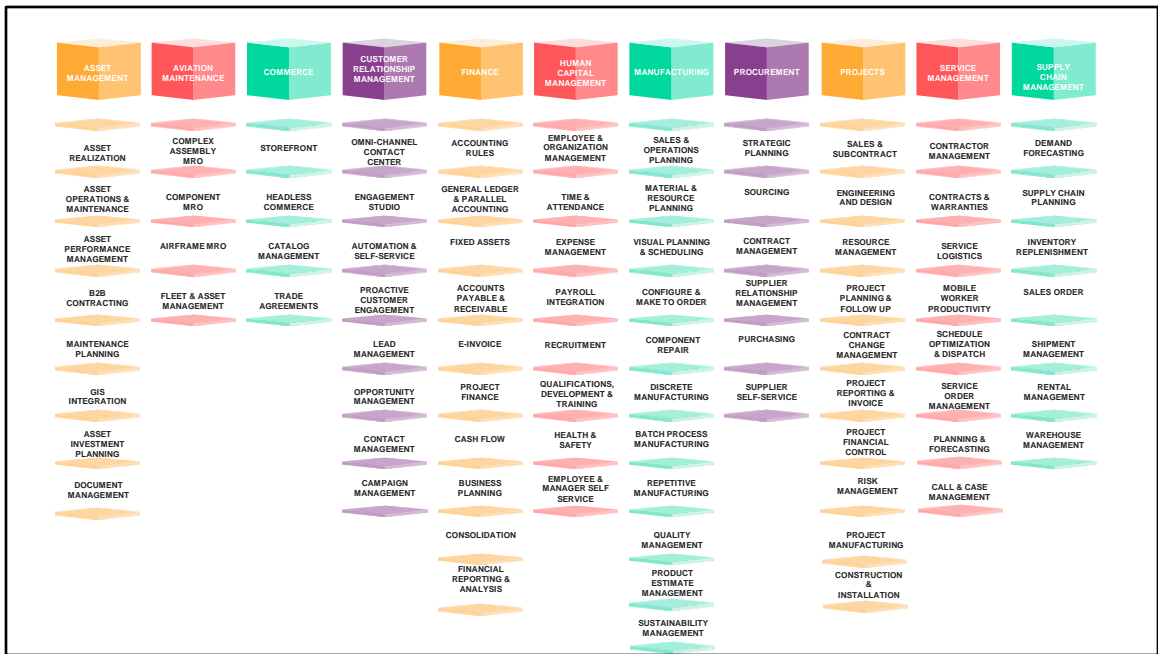 ASSET
MANAGEMENT
AVIATION
MAINTENANCE
COMMERCE
CUSTOMER
RELATIONSHIP
MANAGEMENT
FINANCE
HUMAN
CAPITAL
MANAGEMENT
MANUFACTURING
PROCUREMENT
PROJECTS
SERVICE
MANAGEMENT
SUPPLY
CHAIN
MANAGEMENT
ASSET
REALIZATION
ASSET
OPERATIONS &
MAINTENANCE
ASSET
PERFORMANCE
MANAGEMENT
B2B
CONTRACTING
MAINTENANCE
PLANNING
GIS
INTEGRATION
ASSET
INVESTMENT
PLANNING
DOCUMENT
MANAGEMENT
COMPLEX
ASSEMBLY
MRO
COMPONENT
MRO
AIRFRAME MRO
FLEET & ASSET
MANAGEMENT
STOREFRONT
HEADLESS
COMMERCE
CATALOG
MANAGEMENT
TRADE
AGREEMENTS
OMNI-CHANNEL
CONTACT
CENTER
ENGAGEMENT
STUDIO
AUTOMATION &
SELF-SERVICE
PROACTIVE
CUSTOMER
ENGAGEMENT
LEAD
MANAGEMENT
OPPORTUNITY
MANAGEMENT
CONTACT
MANAGEMENT
CAMPAIGN
MANAGEMENT
ACCOUNTING
RULES
GENERAL LEDGER
& PARALLEL
ACCOUNTING
FIXED ASSETS
ACCOUNTS
PAYABLE &
RECEIVABLE
E-INVOICE
PROJECT
FINANCE
CASH FLOW
BUSINESS
PLANNING
CONSOLIDATION
FINANCIAL
REPORTING &
ANALYSIS
EMPLOYEE &
ORGANIZATION
MANAGEMENT
TIME &
ATTENDANCE
EXPENSE
MANAGEMENT
PAYROLL
INTEGRATION
RECRUITMENT
QUALIFICATIONS,
DEVELOPMENT &
TRAINING
HEALTH &
SAFETY
EMPLOYEE &
MANAGER SELF
SERVICE
SALES &
OPERATIONS
PLANNING
MATERIAL &
RESOURCE
PLANNING
VISUAL PLANNING
& SCHEDULING
CONFIGURE &
MAKE TO ORDER
COMPONENT
REPAIR
DISCRETE
MANUFACTURING
BATCH PROCESS
MANUFACTURING
REPETITIVE
MANUFACTURING
QUALITY
MANAGEMENT
PRODUCT
ESTIMATE
MANAGEMENT
SUSTAINABILITY
MANAGEMENT
STRATEGIC
PLANNING
SOURCING
CONTRACT
MANAGEMENT
SUPPLIER
RELATIONSHIP
MANAGEMENT
PURCHASING
SUPPLIER
SELF-SERVICE
SALES &
SUBCONTRACT
ENGINEERING
AND DESIGN
RESOURCE
MANAGEMENT
PROJECT
PLANNING &
FOLLOW UP
CONTRACT
CHANGE
MANAGEMENT
PROJECT
REPORTING &
INVOICE
PROJECT
FINANCIAL
CONTROL
RISK
MANAGEMENT
PROJECT
MANUFACTURING
CONSTRUCTION
&
INSTALLATION
CONTRACTOR
MANAGEMENT
CONTRACTS &
WARRANTIES
SERVICE
LOGISTICS
MOBILE
WORKER
PRODUCTIVITY
SCHEDULE
OPTIMIZATION
& DISPATCH
SERVICE
ORDER
MANAGEMENT
PLANNING &
FORECASTING
CALL & CASE
MANAGEMENT
DEMAND
FORECASTING
SUPPLY CHAIN
PLANNING
INVENTORY
REPLENISHMENT
SALES ORDER
SHIPMENT
MANAGEMENT
RENTAL
MANAGEMENT
WAREHOUSE
MANAGEMENT